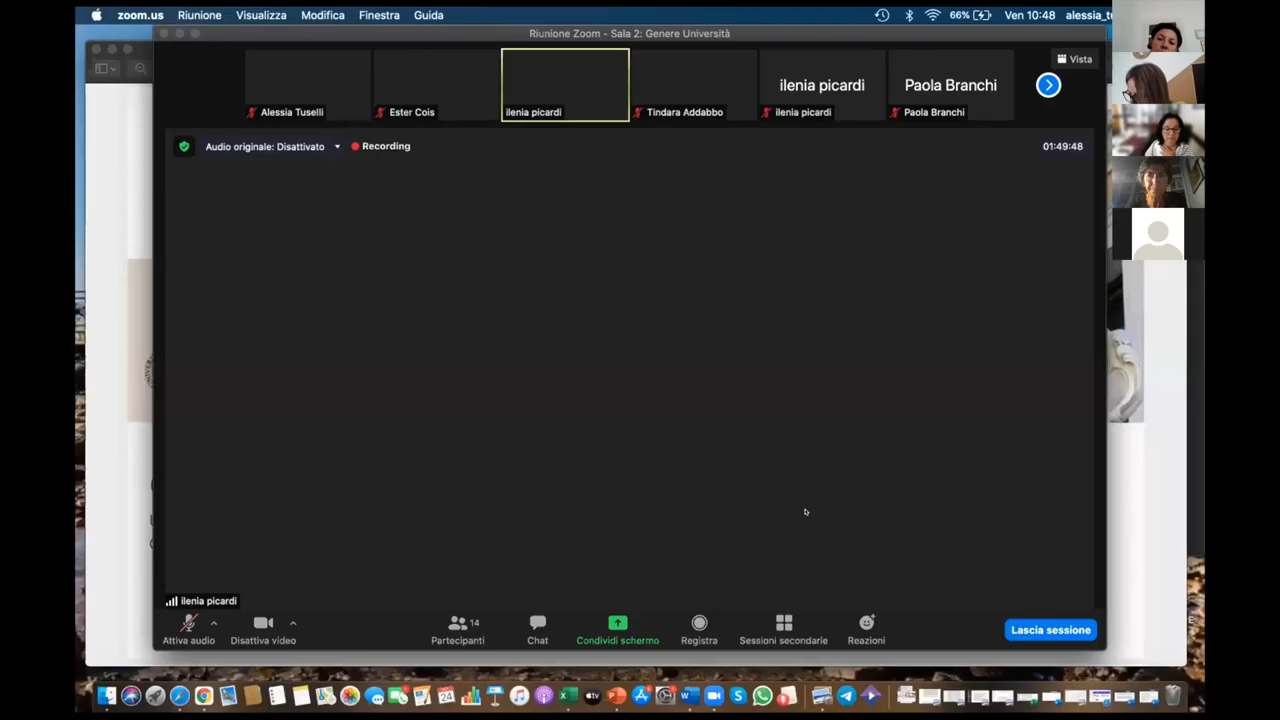 zoom.us Riunione Visualizza Modifica Finestra Guida 66% Ven 10:48 alessia_tu
Riunione Zoom - Sala 2: Genere Università
Vista
ilenia picardi Paola Branchi
Alessia Tuselli Ester Cois ilenia picardi Tindara Addabbo ilenia picardi Paola Branchi
Audio originale: Disattivato Recording 01:49:48
ilenia picardi
14
Attiva audio Disattiva video Partecipanti Chat Condividi schermo Registra Sessioni secondarie Reazioni Lascia sessione
24